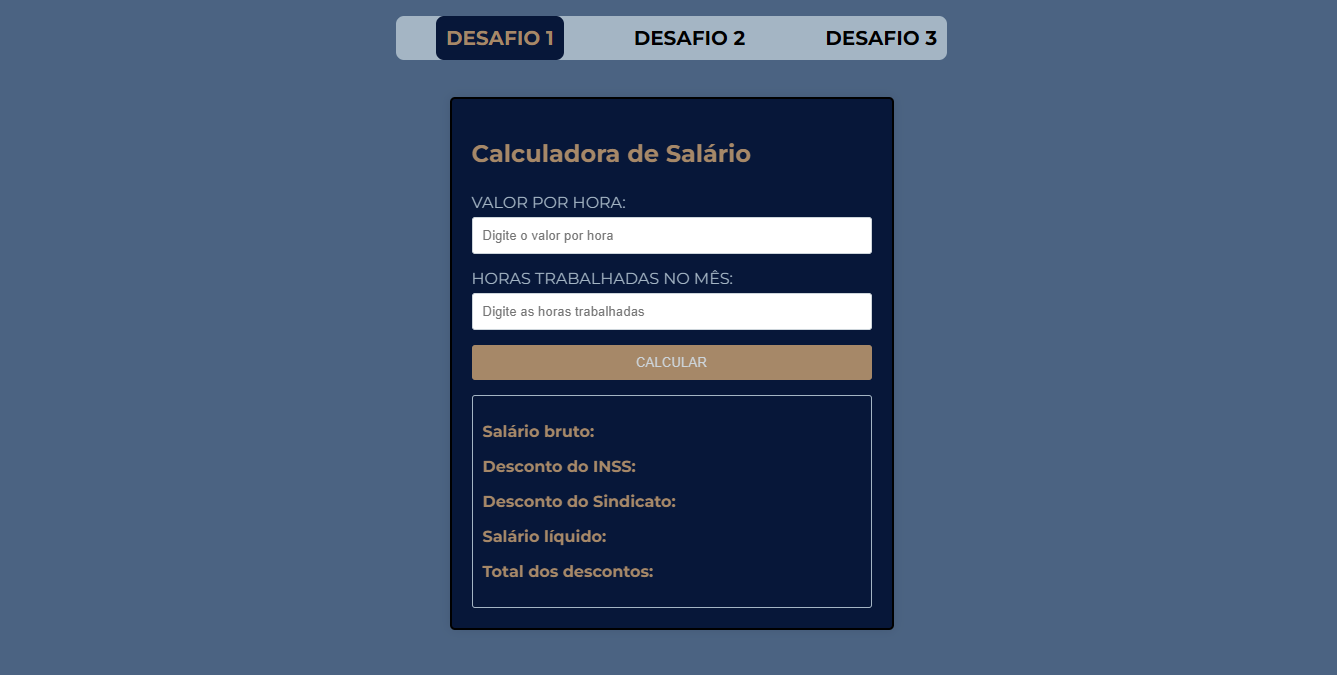 DESAFIO 1 DESAFIO 2 DESAFIO 3
Calculadora de Salário
VALOR POR HORA:
Digite o valor por hora
HORAS TRABALHADAS NO MÊS:
Digite as horas trabalhadas
CALCULAR
Salário bruto:
Desconto do INSS:
Desconto do Sindicato:
Salário líquido:
Total dos descontos: